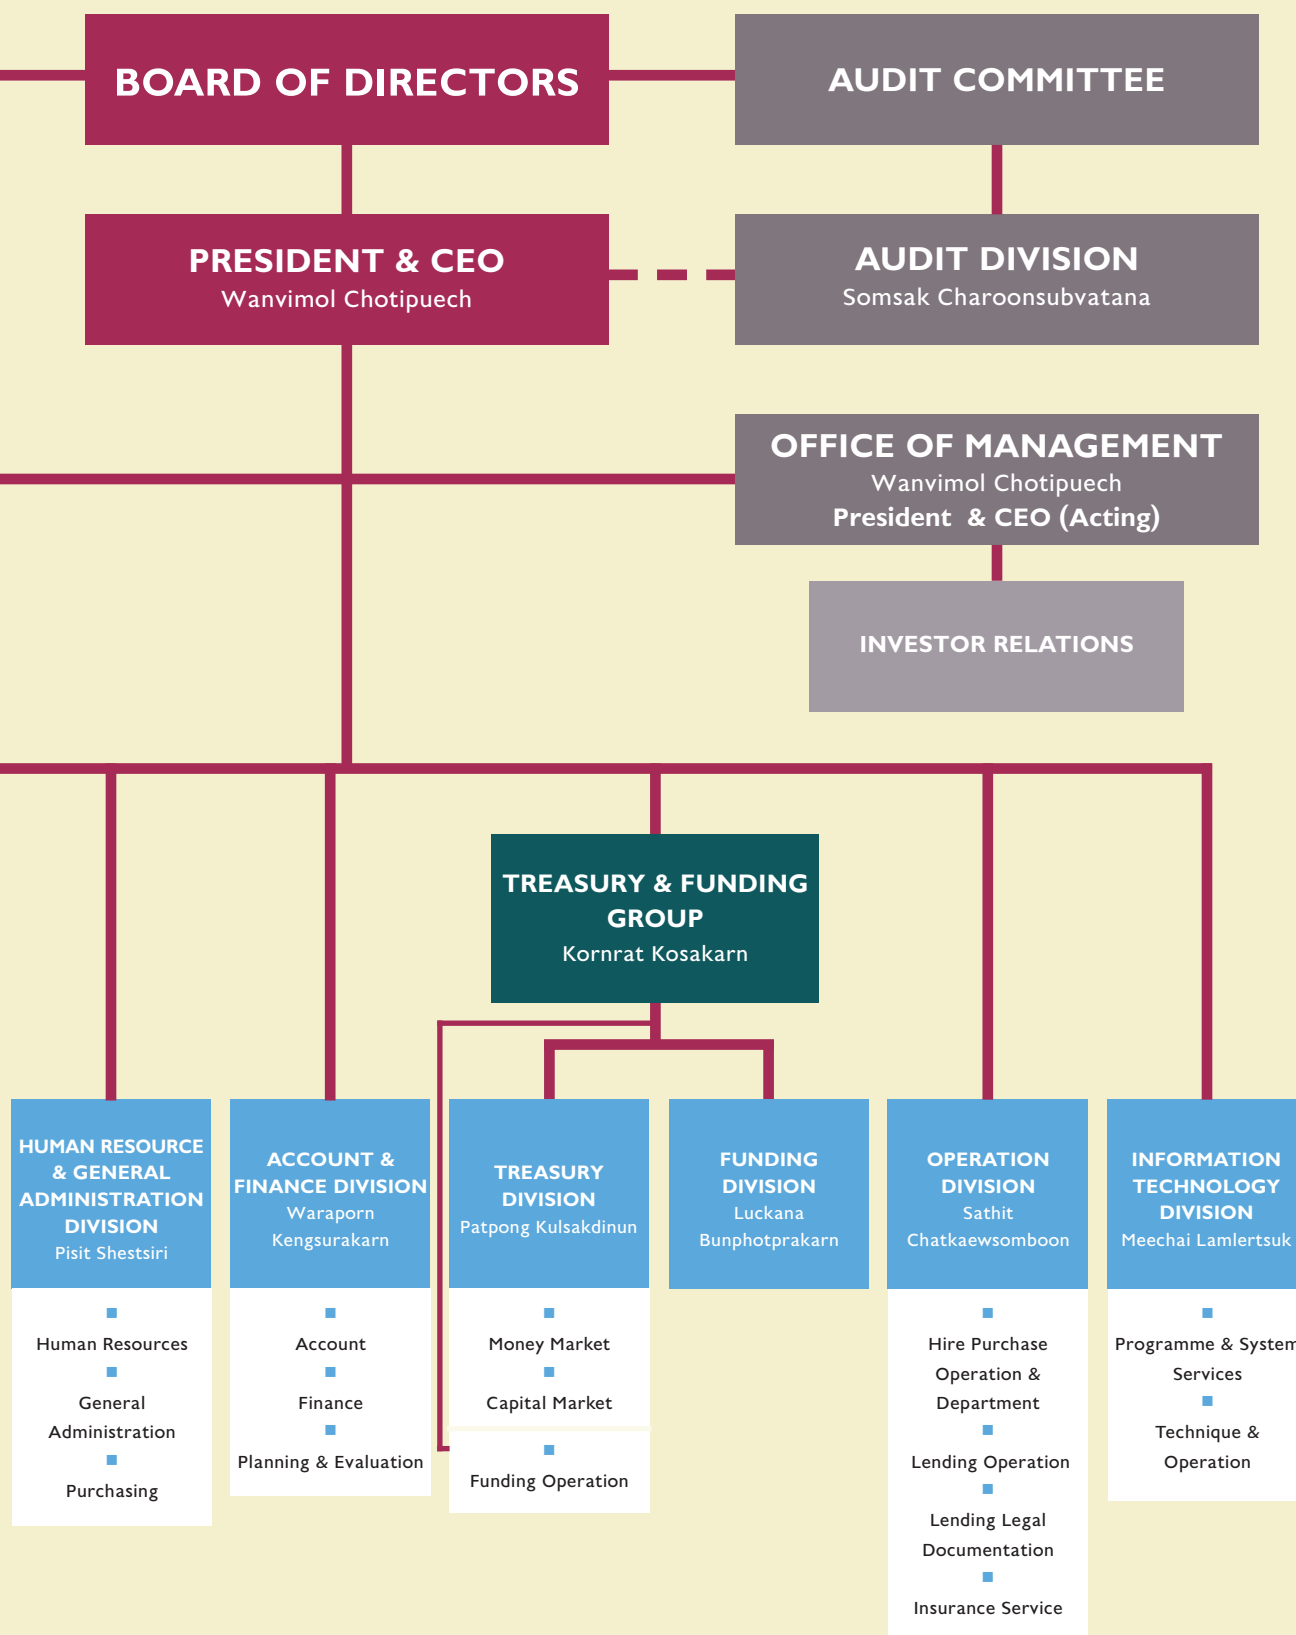 BOARD OF DIRECTORS
AUDIT COMMITTEE
PRESIDENT & CEO
Wanvimol Chotipuech
AUDIT DIVISION
Somsak Charoonsubvatana
OFFICE OF MANAGEMENT
Wanvimol Chotipuech
President & CEO (Acting)
INVESTOR RELATIONS
TREASURY & FUNDING
GROUP
Kornrat Kosakarn
HUMAN RESOURCE
& GENERAL
ADMINISTRATION
DIVISION
Pisit Shestsiri
Human Resources
General
Administration
Purchasing
ACCOUNT &
FINANCE DIVISION
Waraporn
Kengsurakarn
Account
Finance
Planning & Evaluation
TREASURY
DIVISION
Patpong Kulsakdinun
Money Market
Capital Market
Funding Operation
FUNDING
DIVISION
Luckana
Bunphotprakarn
OPERATION
DIVISION
Sathit
Chatkaewsomboon
Hire Purchase
Operation &
Department
Lending Operation
Lending Legal
Documentation
Insurance Service
INFORMATION
TECHNOLOGY
DIVISION
Meechai Lamlertsuk
Programme & System
Services
Technique &
Operation